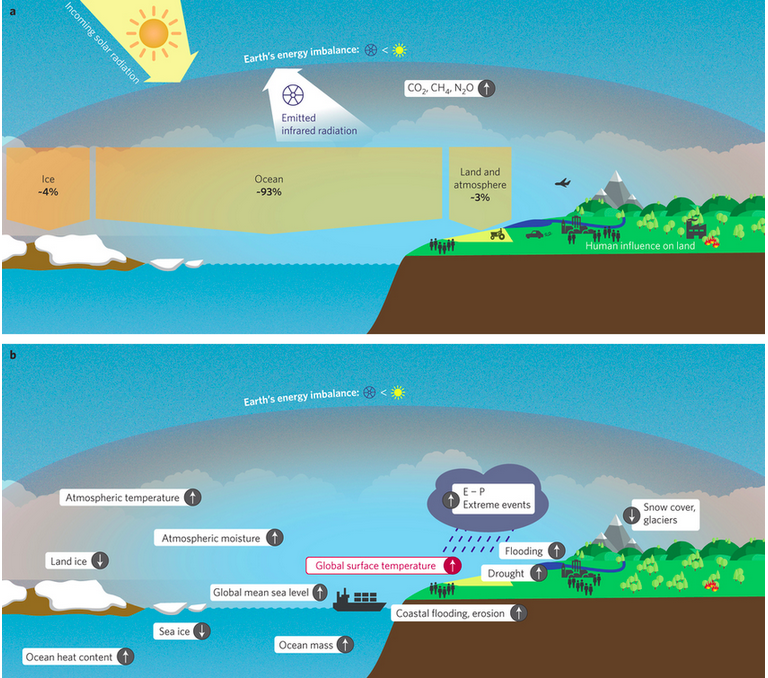 a
Incoming solar radiation
Earth's energy imbalance: <
CO₂, CH₄, N₂O
Emitted
infrared radiation
Ice
~4%
Ocean
~93%
Land and
atmosphere
~3%
Human influence on land
b
Earth's energy imbalance: <
E – P
Extreme events
Atmospheric temperature
Snow cover,
glaciers
Atmospheric moisture
Flooding
Land ice
Global surface temperature
Drought
Global mean sea level
Coastal flooding, erosion
Sea ice
Ocean mass
Ocean heat content